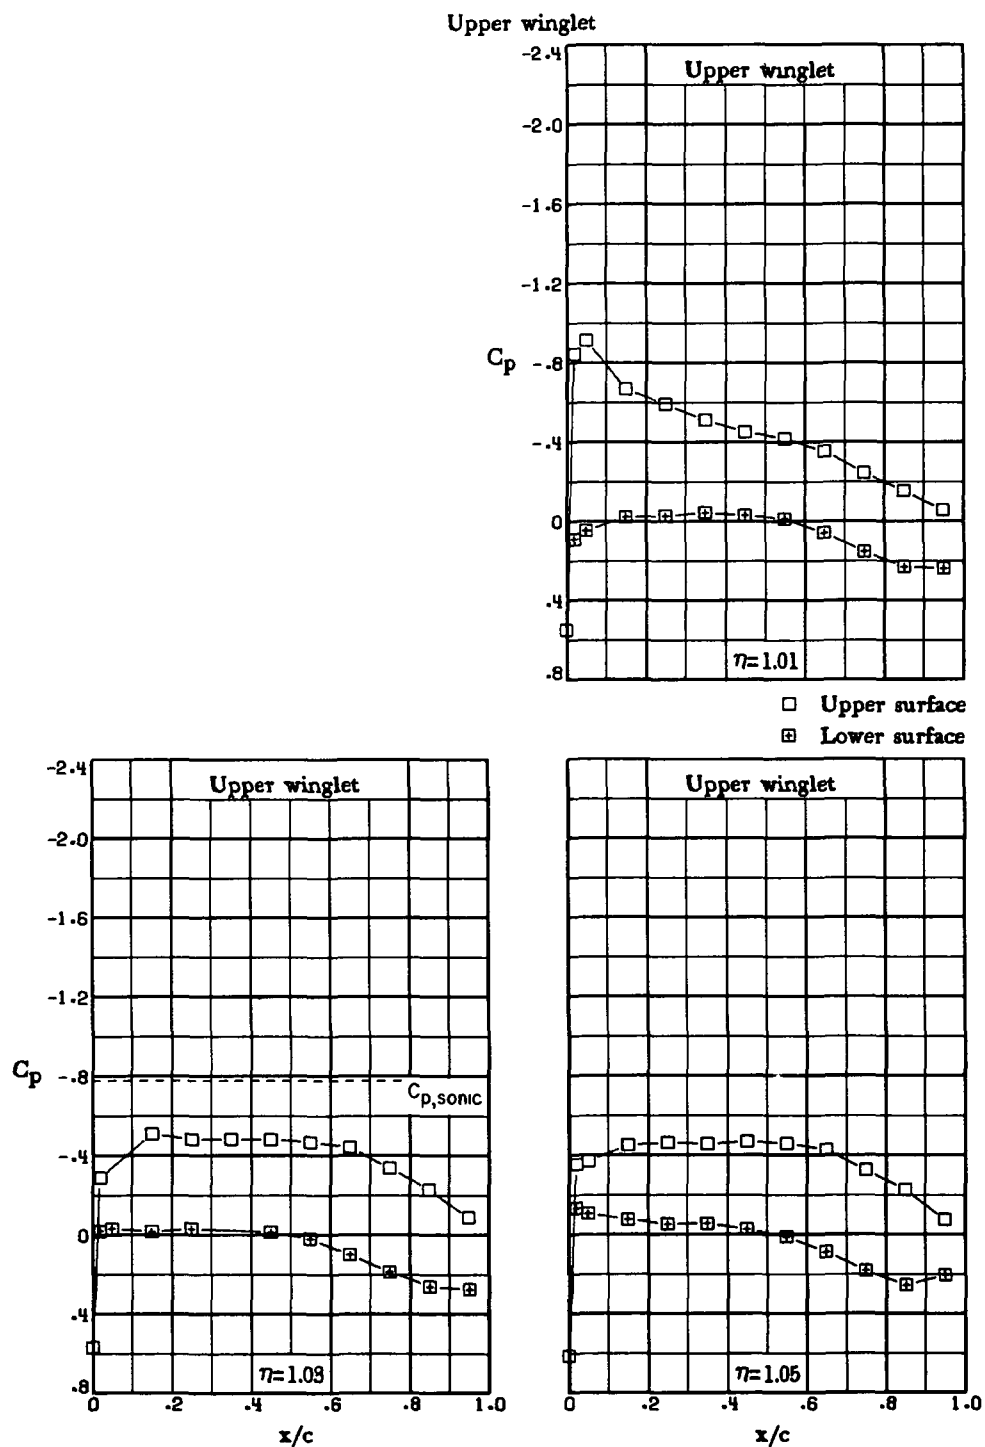 Upper winglet
Upper winglet
-2.4
-2.0
-1.6
-1.2
-.8
-.4
0
.4
.8
Cp
η=1.01
Upper surface
Lower surface
Upper winglet
-2.4
-2.0
-1.6
-1.2
-.8
-.4
0
.4
.8
Cp
Cp,sonic
η=1.03
0 .2 .4 .6 .8 1.0
x/c
Upper winglet
η=1.05
0 .2 .4 .6 .8 1.0
x/c